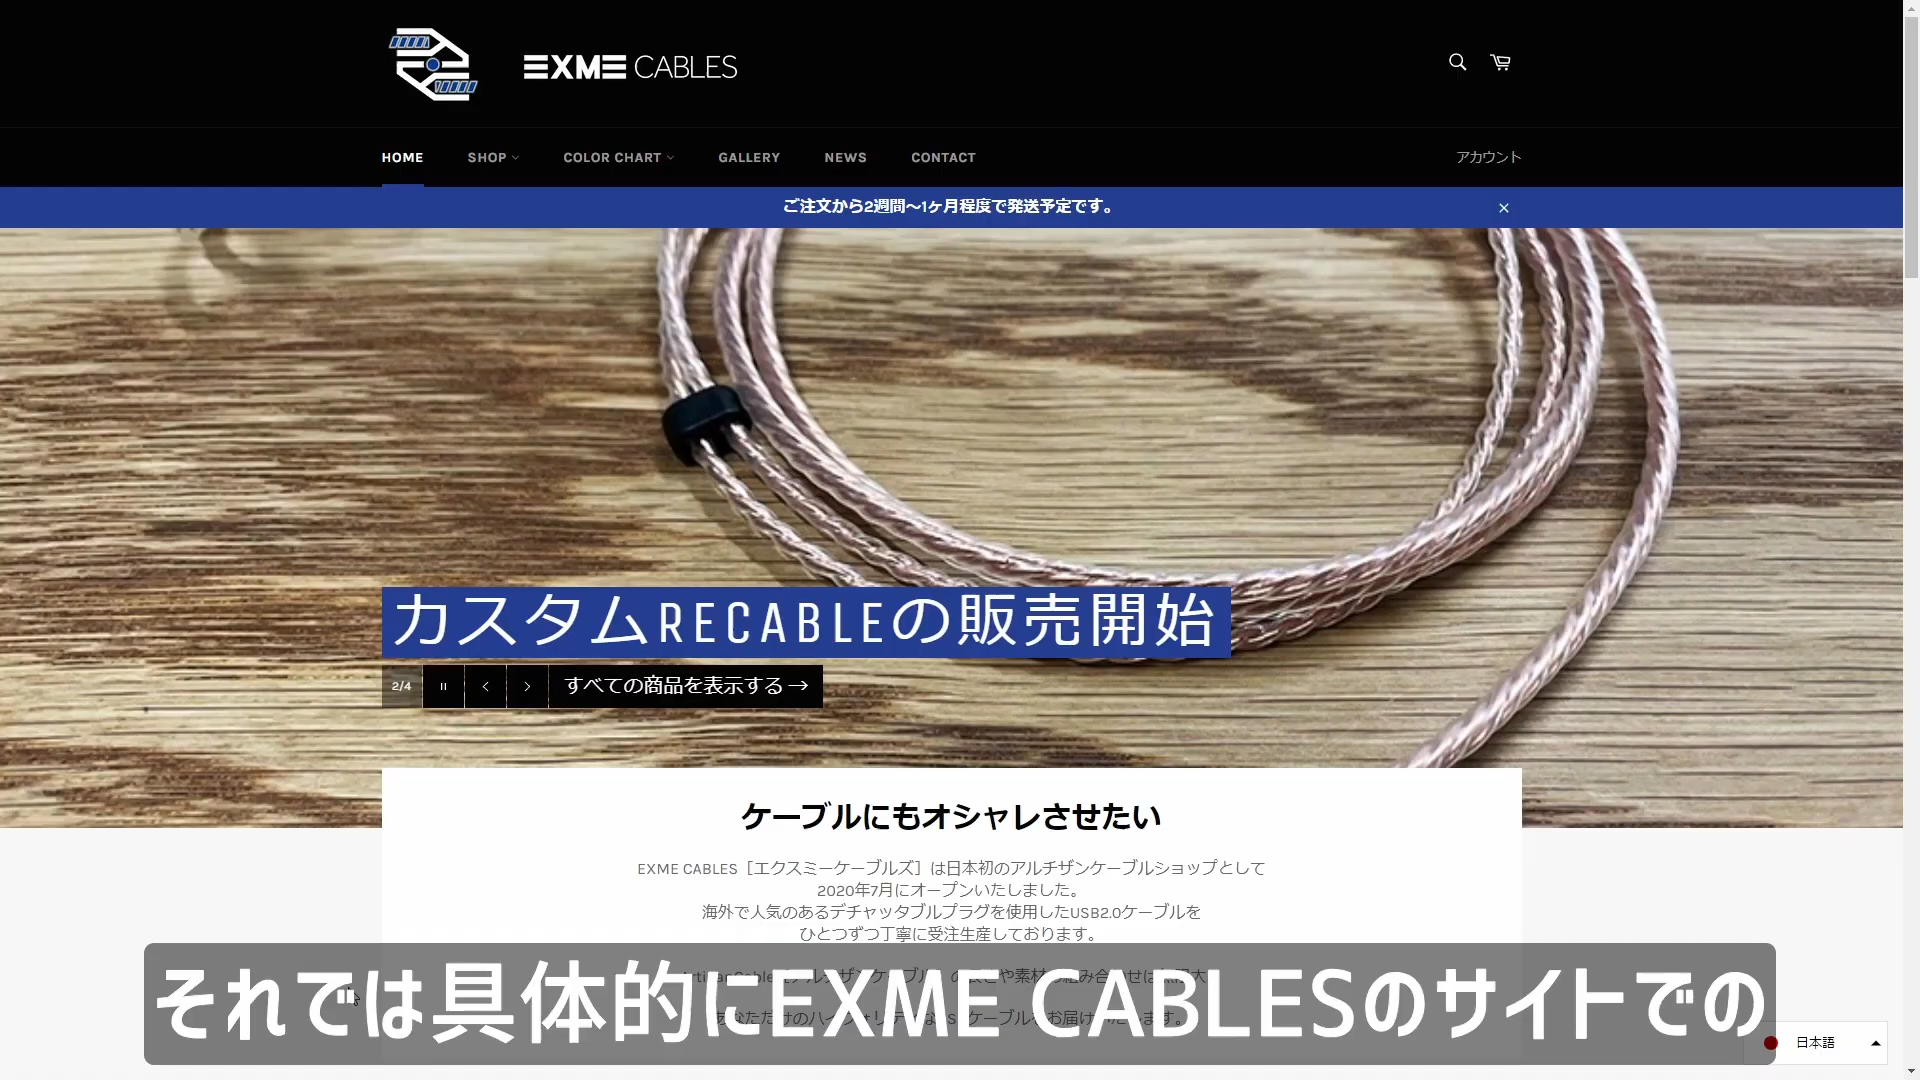 EXME CABLES
HOME SHOP COLOR CHART GALLERY NEWS CONTACT アカウント
ご注文から2週間〜1ヶ月程度で発送予定です。
カスタムRECABLEの販売開始
2/4 すべての商品を表示する →
ケーブルにもオシャレさせたい
EXME CABLES［エクスミーケーブルズ］は日本初のアルチザンケーブルショップとして
2020年7月にオープンいたしました。
海外で人気のあるデチャッタブルプラグを使用したUSB2.0ケーブルを
ひとつずつ丁寧に受注生産しております。
それでは具体的にEXME CABLESのサイトでの
日本語